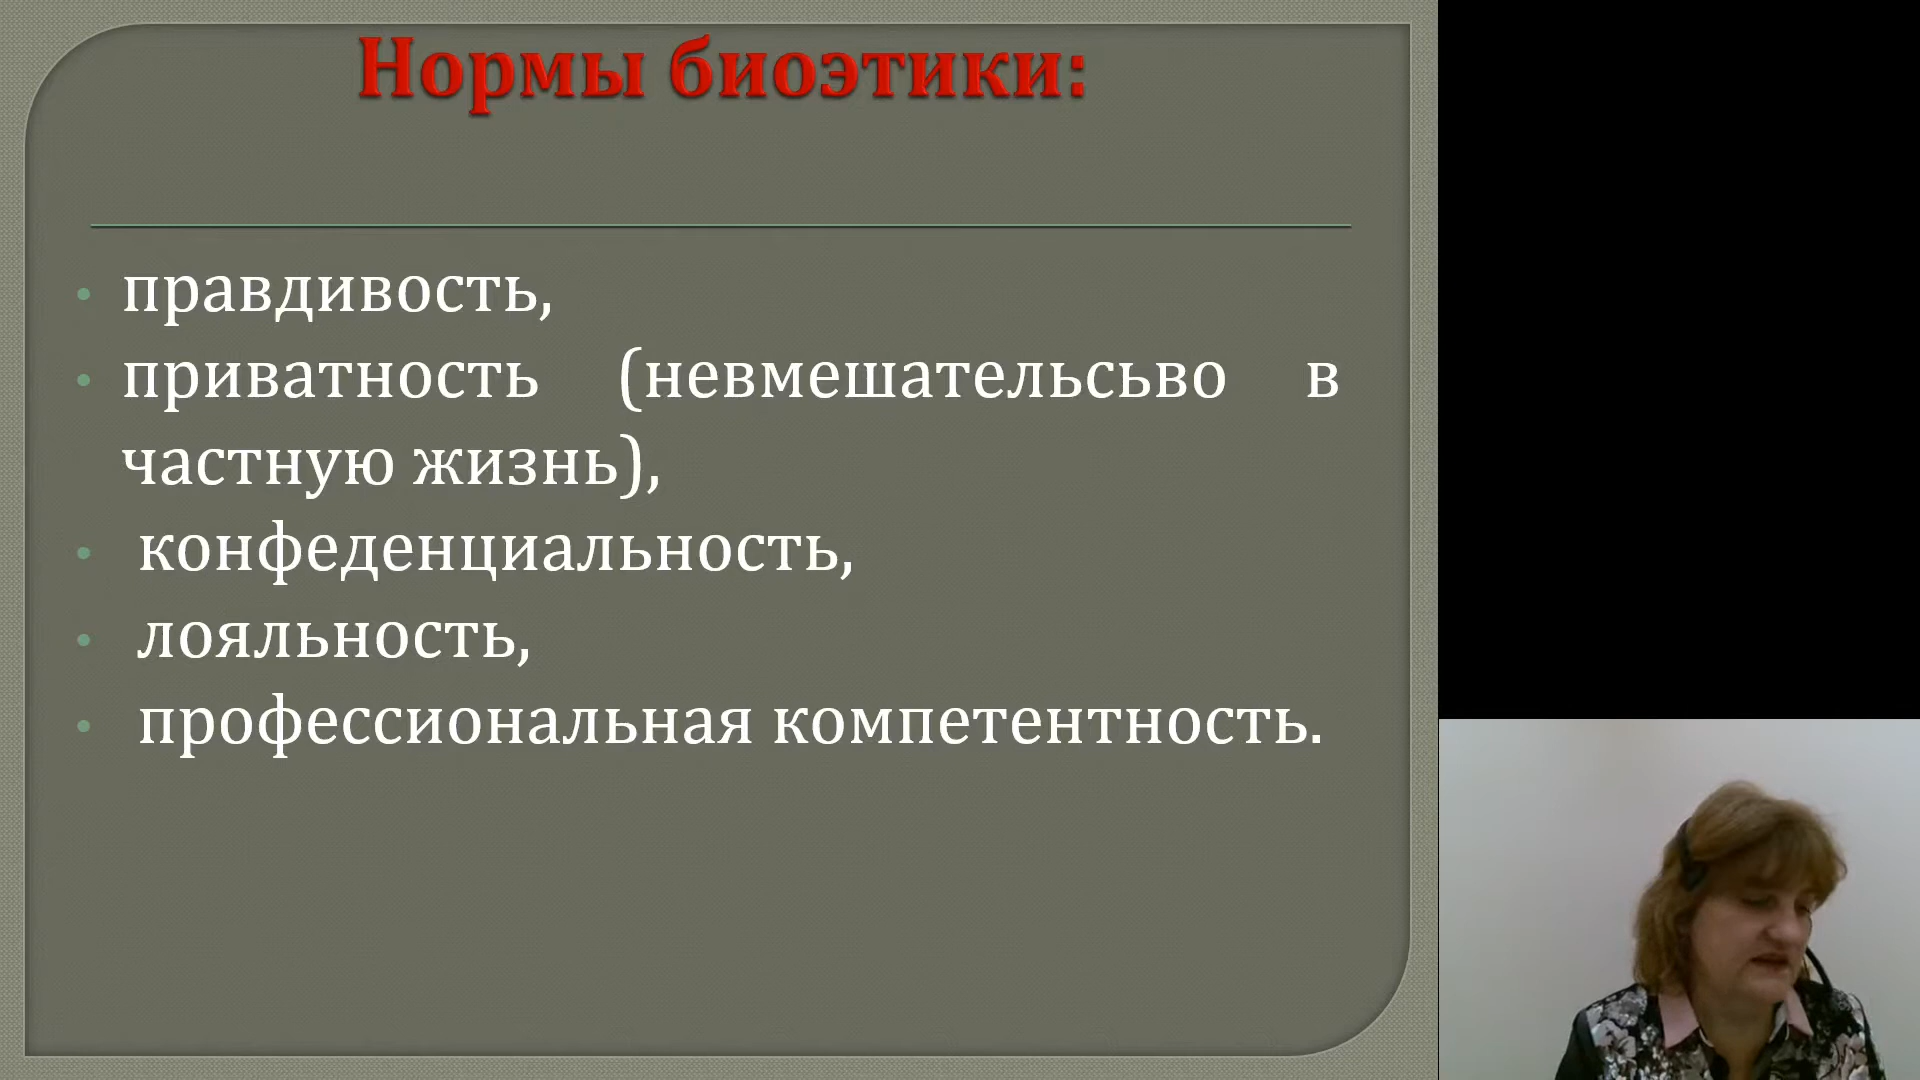 Нормы биоэтики:
• правдивость,
• приватность (невмешательсьво в
частную жизнь),
• конфеденциальность,
• лояльность,
• профессиональная компетентность.